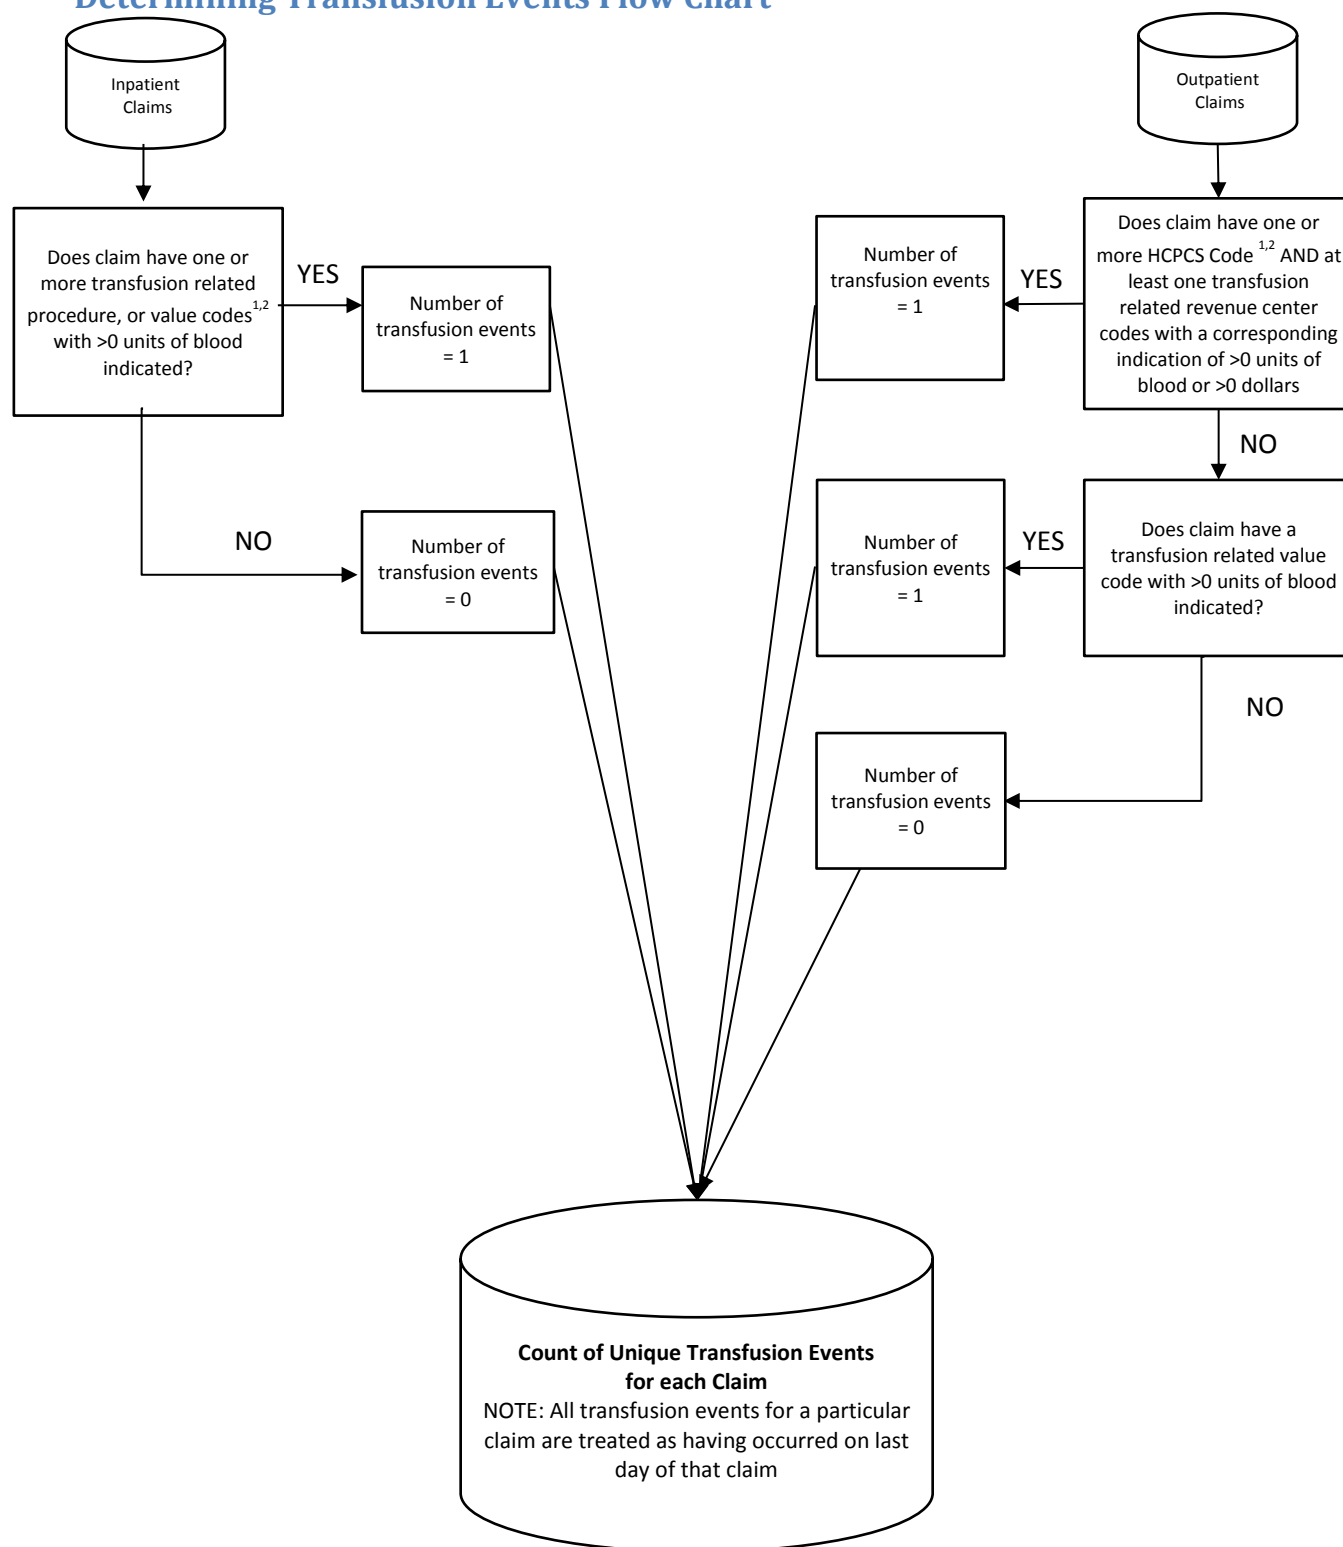 Determining Transfusion Events Flow Chart
Inpatient
Claims
Outpatient
Claims
Does claim have one or
more transfusion related
procedure, or value codes1,2
with >0 units of blood
indicated?
YES
Number of
transfusion events
= 1
NO
Number of
transfusion events
= 0
Number of
transfusion events
= 1
YES
Does claim have one or
more HCPCS Code 1,2 AND at
least one transfusion
related revenue center
codes with a corresponding
indication of >0 units of
blood or >0 dollars
NO
Number of
transfusion events
= 1
YES
Does claim have a
transfusion related value
code with >0 units of blood
indicated?
NO
Number of
transfusion events
= 0
Count of Unique Transfusion Events
for each Claim
NOTE: All transfusion events for a particular
claim are treated as having occurred on last
day of that claim